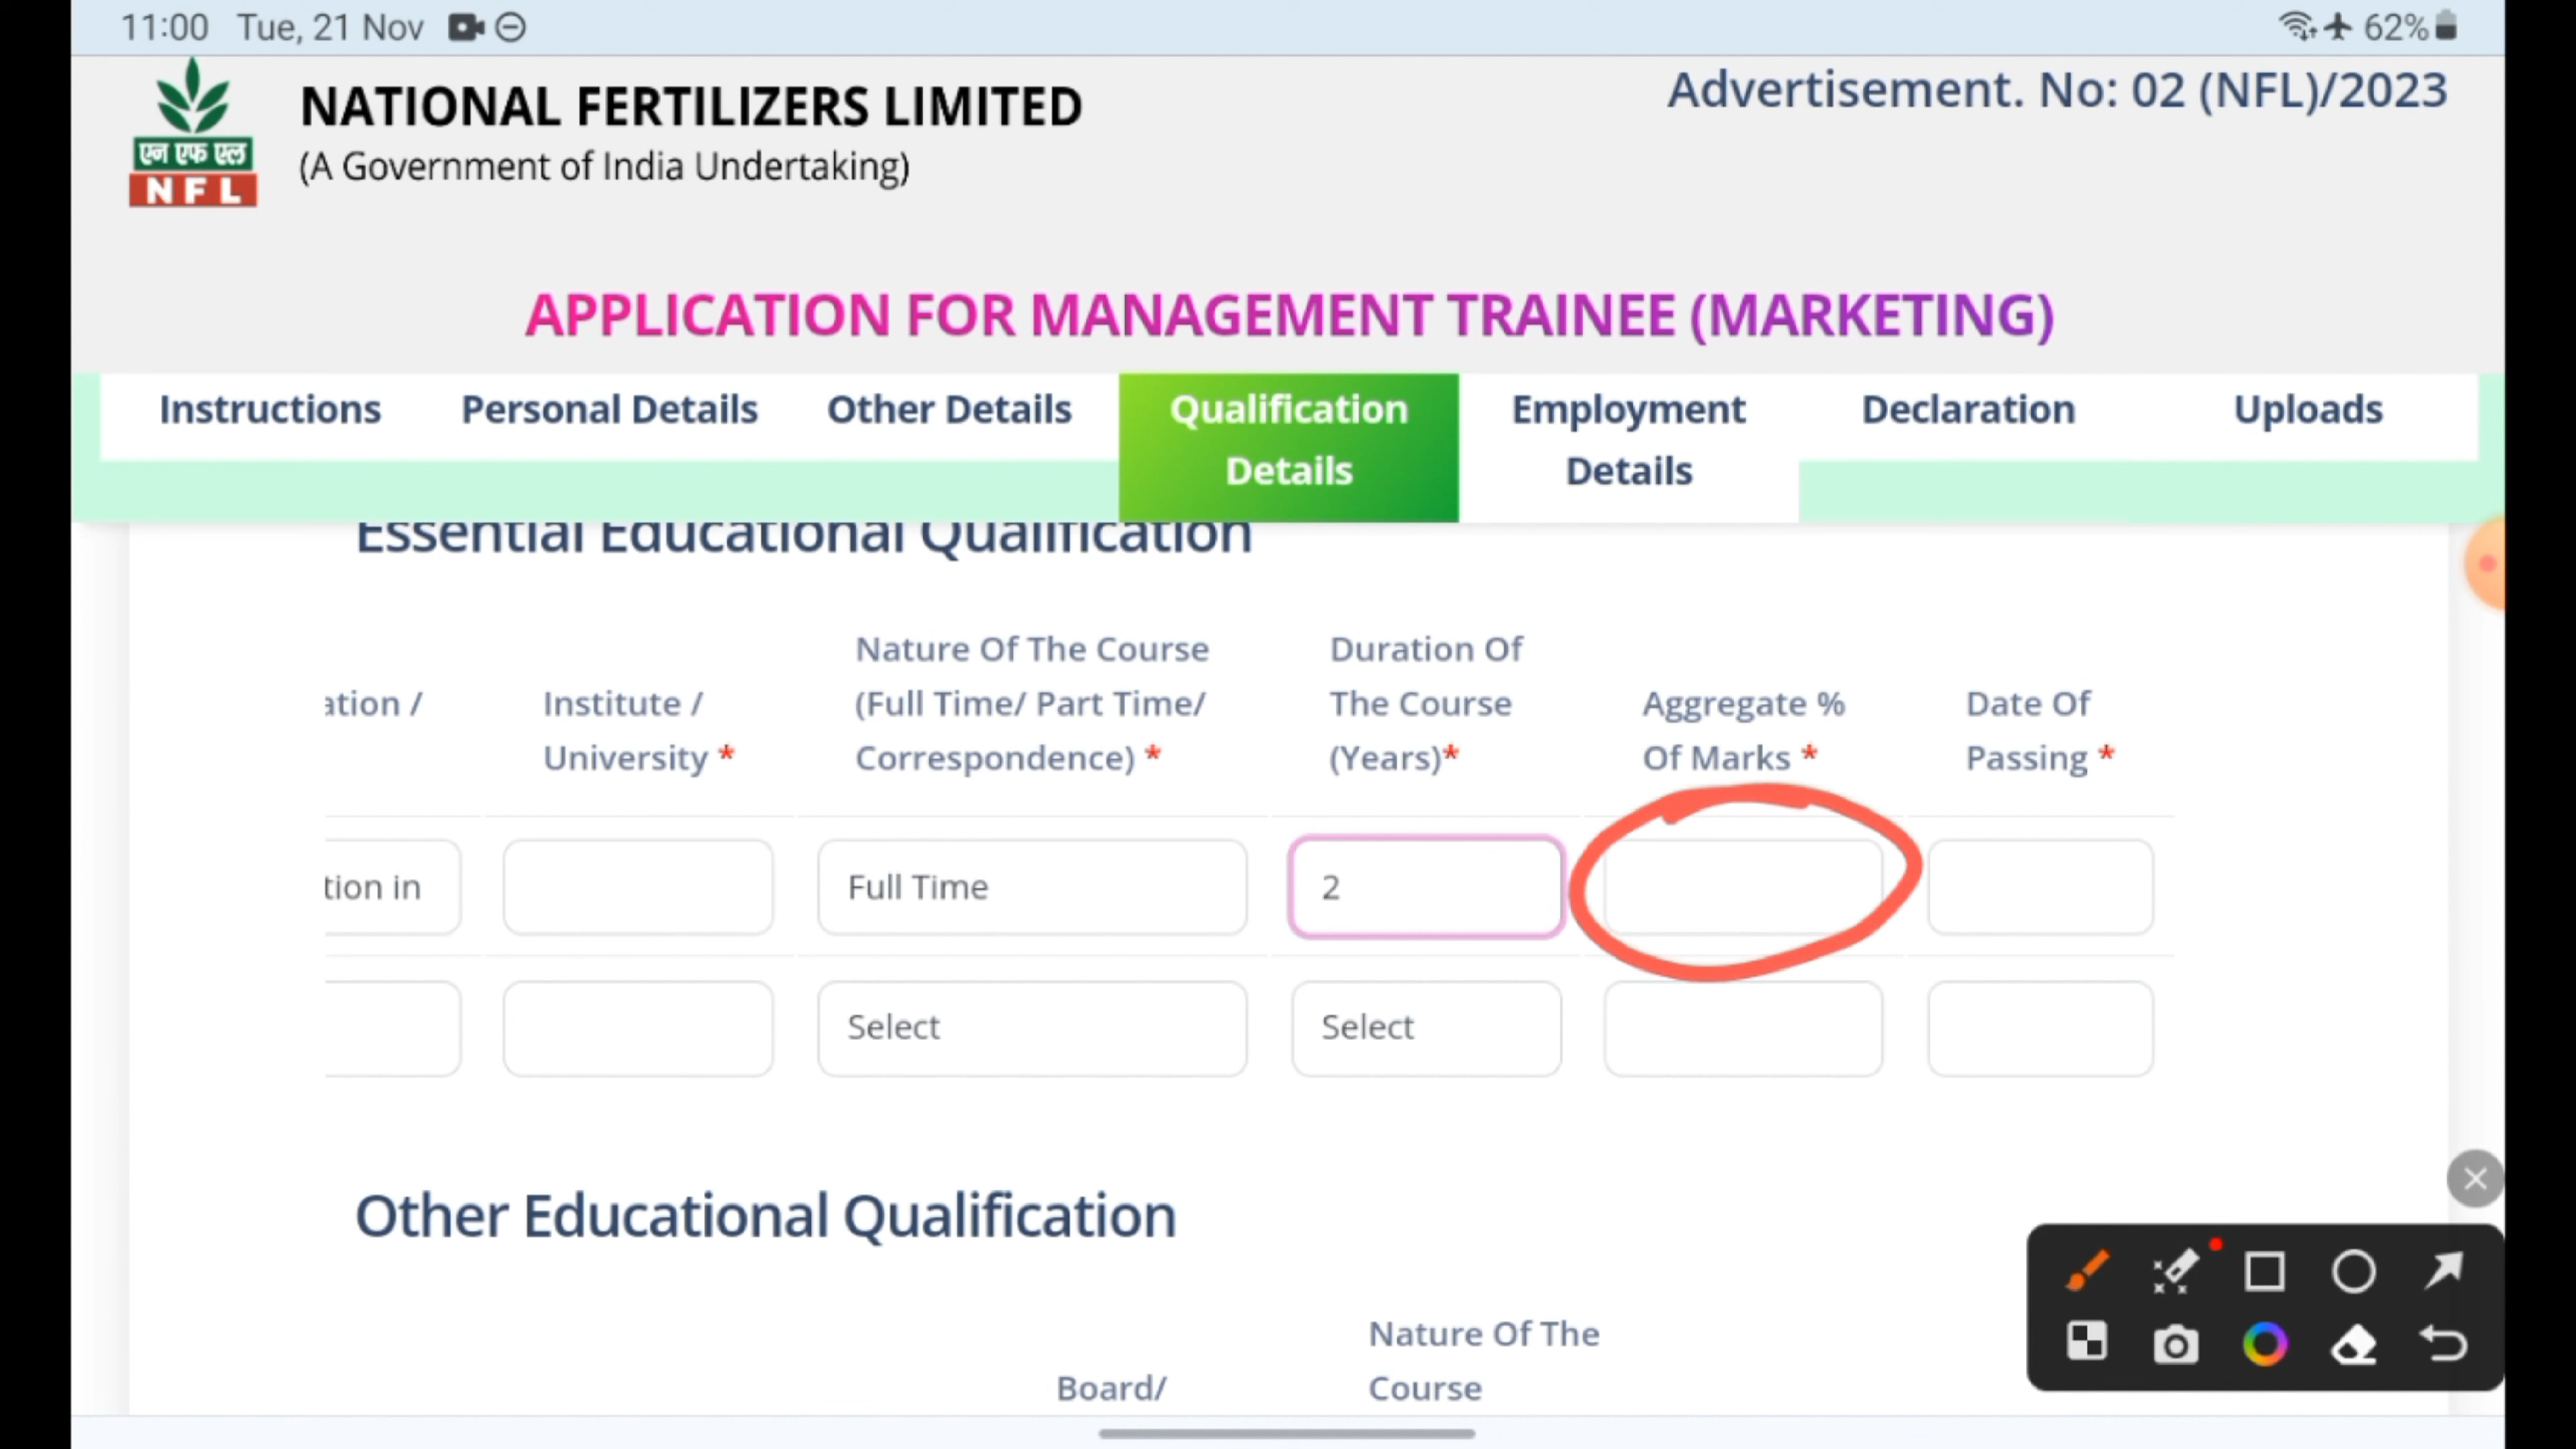 11:00 Tue, 21 Nov
62%
एन एफ एल
NFL
NATIONAL FERTILIZERS LIMITED
(A Government of India Undertaking)
Advertisement. No: 02 (NFL)/2023
APPLICATION FOR MANAGEMENT TRAINEE (MARKETING)
Instructions
Personal Details
Other Details
Qualification
Details
Employment
Details
Declaration
Uploads
Essential Educational Qualification
ation /
Institute /
University *
Nature Of The Course
(Full Time/ Part Time/
Correspondence) *
Duration Of
The Course
(Years)*
Aggregate %
Of Marks *
Date Of
Passing *
tion in
Full Time
2
Select
Select
Other Educational Qualification
Board/
Nature Of The
Course